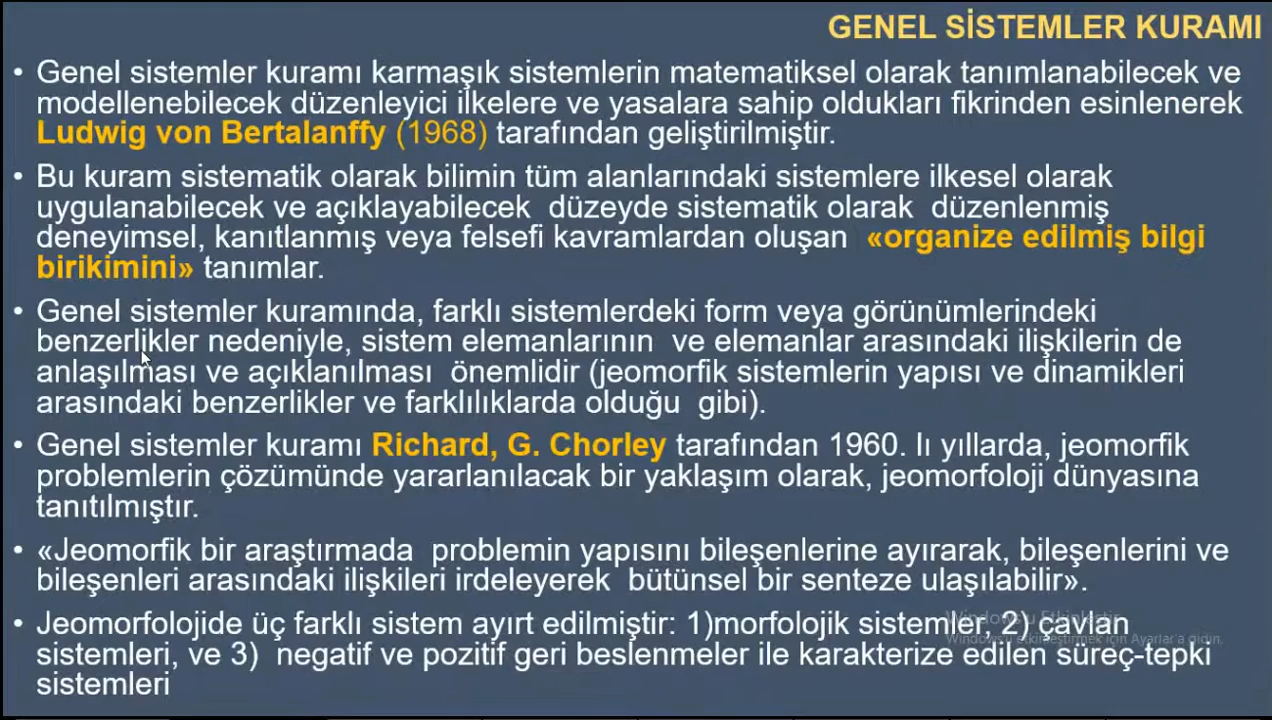 GENEL SİSTEMLER KURAMI
• Genel sistemler kuramı karmaşık sistemlerin matematiksel olarak tanımlanabilecek ve
modellenebilecek düzenleyici ilkelere ve yasalara sahip oldukları fikrinden esinlenerek
Ludwig von Bertalanffy (1968) tarafından geliştirilmiştir.
• Bu kuram sistematik olarak bilimin tüm alanlarındaki sistemlere ilkesel olarak
uygulanabilecek ve açıklayabilecek düzeyde sistematik olarak düzenlenmiş
deneyimsel, kanıtlanmış veya felsefi kavramlardan oluşan «organize edilmiş bilgi
birikimini» tanımlar.
• Genel sistemler kuramında, farklı sistemlerdeki form veya görünümlerindeki
benzerlikler nedeniyle, sistem elemanlarının ve elemanlar arasındaki ilişkilerin de
anlaşılması ve açıklanılması önemlidir (jeomorfik sistemlerin yapısı ve dinamikleri
arasındaki benzerlikler ve farklılıklarda olduğu gibi).
• Genel sistemler kuramı Richard, G. Chorley tarafından 1960. lı yıllarda, jeomorfik
problemlerin çözümünde yararlanılacak bir yaklaşım olarak, jeomorfoloji dünyasına
tanıtılmıştır.
• «Jeomorfik bir araştırmada problemin yapısını bileşenlerine ayırarak, bileşenlerini ve
bileşenleri arasındaki ilişkileri irdeleyerek bütünsel bir senteze ulaşılabilir».
• Jeomorfolojide üç farklı sistem ayırt edilmiştir: 1)morfolojik sistemler, 2) çavlan
sistemleri, ve 3) negatif ve pozitif geri beslenmeler ile karakterize edilen süreç-tepki
sistemleri
Windows'u Etkinleştir
Windows'u etkinleştirmek için Ayarlar'a gidin.